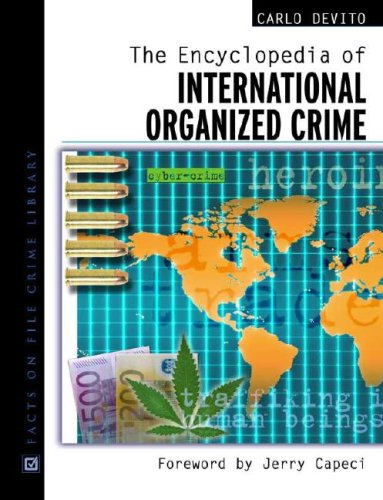 CARLO DEVITO
The Encyclopedia of
INTERNATIONAL
ORGANIZED CRIME
FACTS ON FILE CRIME LIBRARY
cyber-crime
heroin
500
200
trafficking i
human beings
Foreword by Jerry Capeci